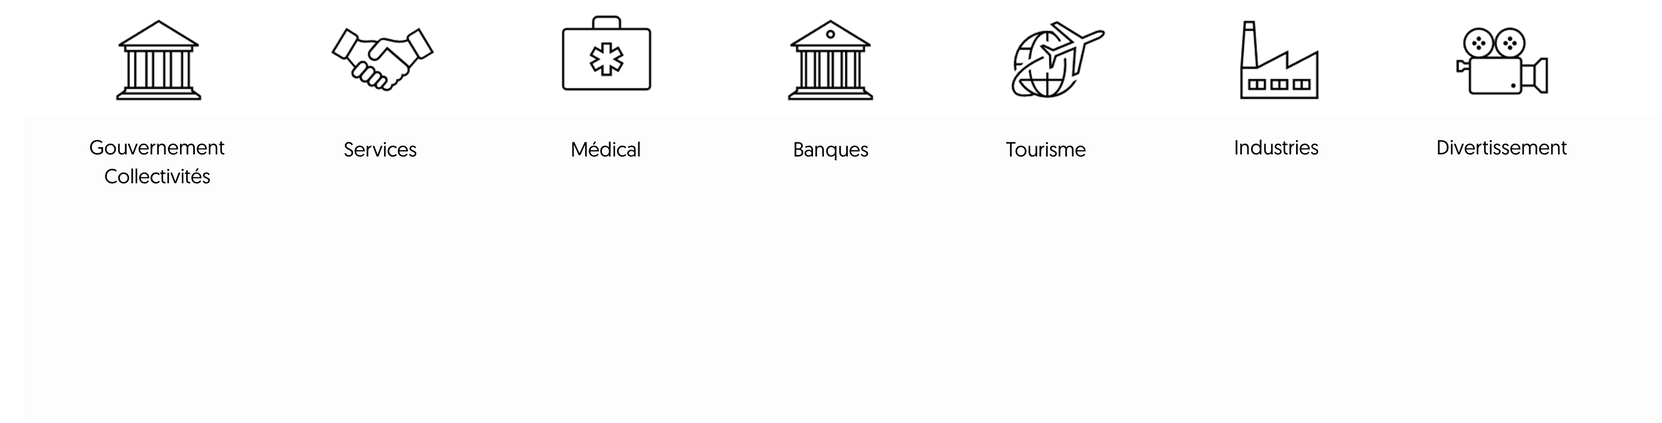 Gouvernement
Collectivités
Services
Médical
Banques
Tourisme
Industries
Divertissement